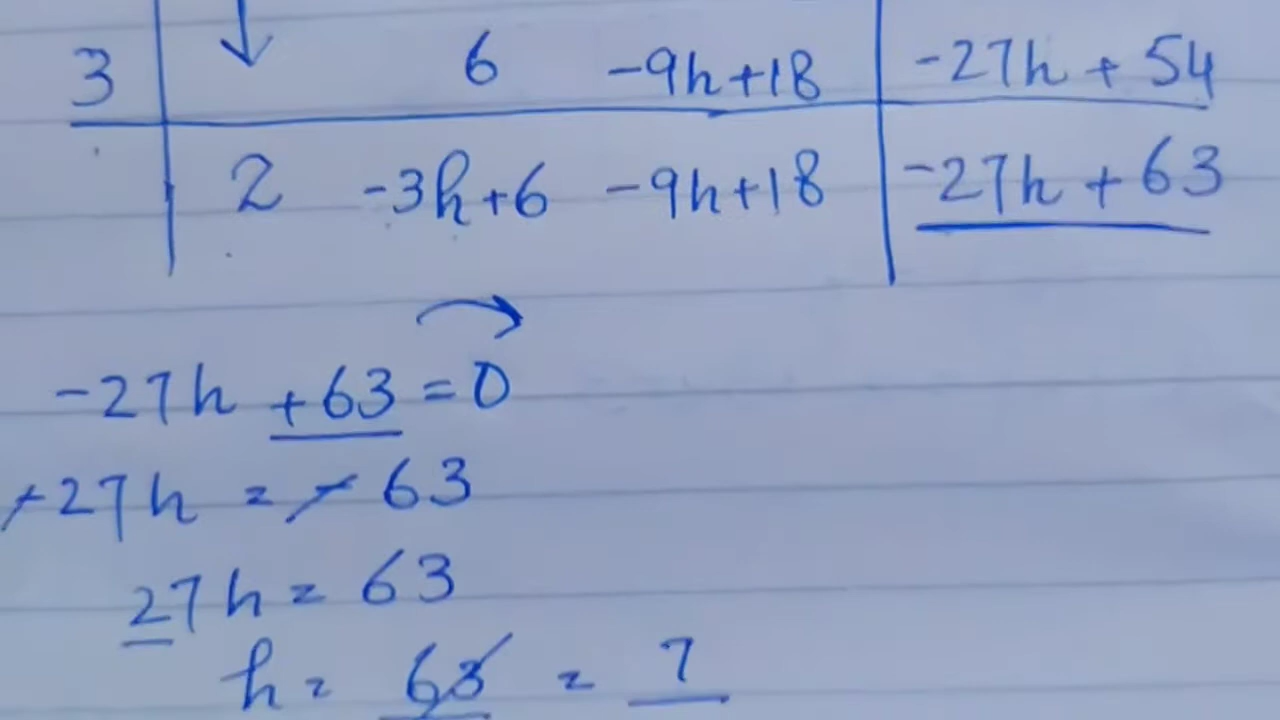 3 6 -9h+18 -27h + 54
2 -3h+6 -9h+18 -27h + 63
-27h +63 = 0
-27h = -63
27h = 63
h = 63 = 7